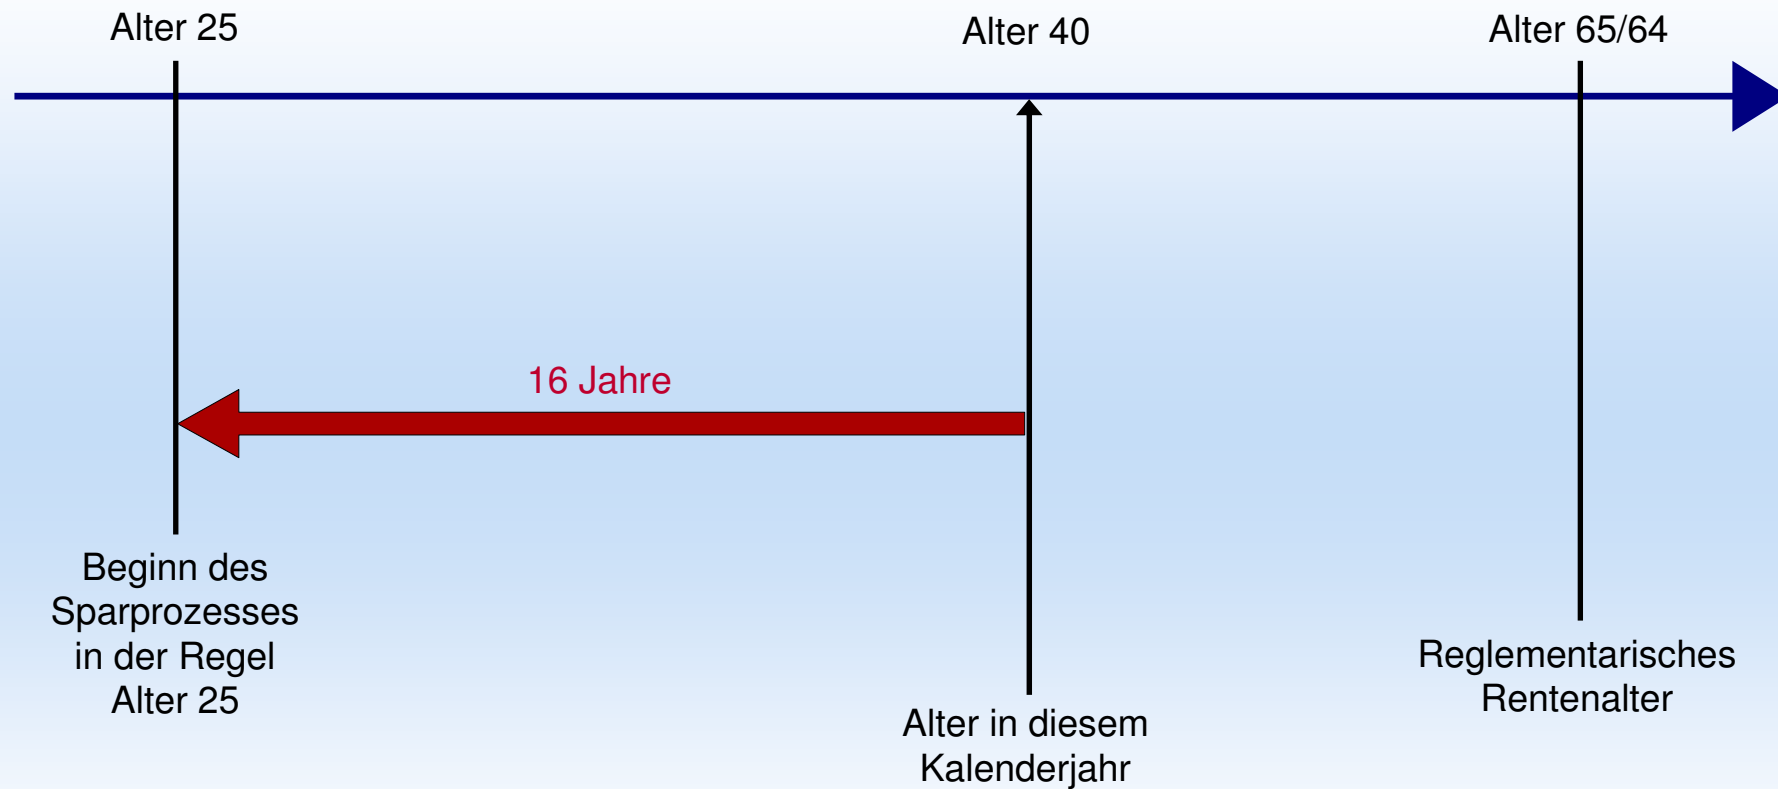 Alter 25
Alter 40
Alter 65/64
16 Jahre
Beginn des
Sparprozesses
in der Regel
Alter 25
Alter in diesem
Kalenderjahr
Reglementarisches
Rentenalter